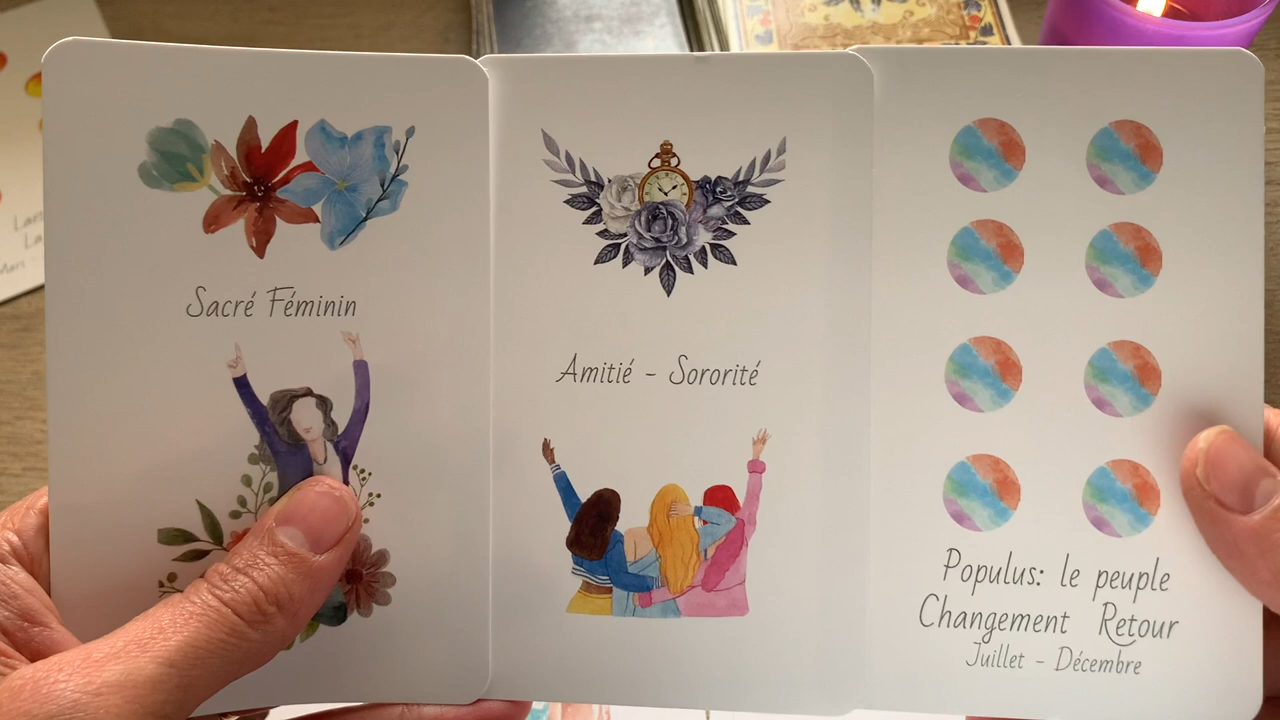 Sacré Féminin
Amitié - Sororité
Populus: le peuple
Changement Retour
Juillet - Décembre